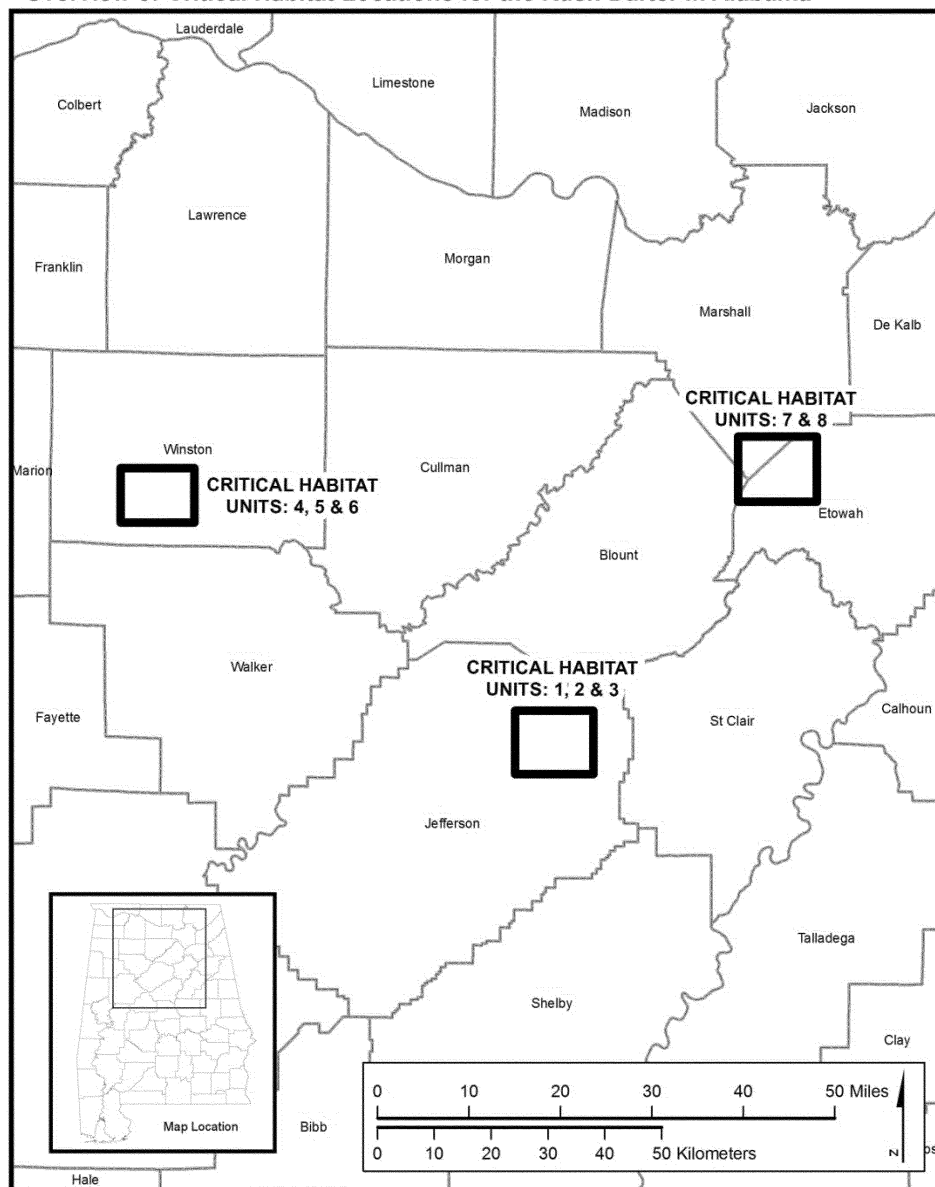 Lauderdale
Colbert
Limestone
Madison
Jackson
Lawrence
Franklin
Morgan
Marshall
De Kalb
CRITICAL HABITAT
UNITS: 7 & 8
Marion
Winston
CRITICAL HABITAT
UNITS: 4, 5 & 6
Cullman
Etowah
Blount
Walker
CRITICAL HABITAT
UNITS: 1, 2 & 3
Fayette
St Clair
Calhoun
Jefferson
Talladega
Shelby
Clay
Map Location
Bibb
Hale
0 10 20 30 40 50 Miles
0 10 20 30 40 50 Kilometers
N